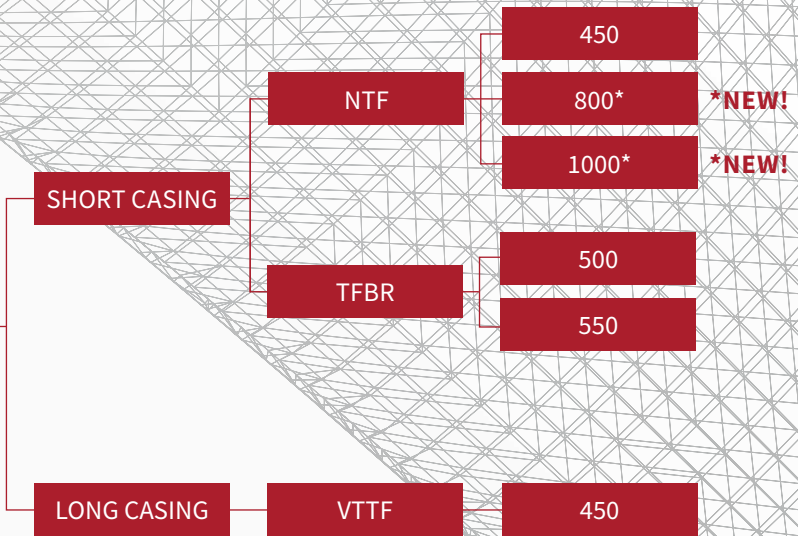 450
NTF
800*
*NEW!
1000*
*NEW!
SHORT CASING
500
TFBR
550
LONG CASING
VTTF
450